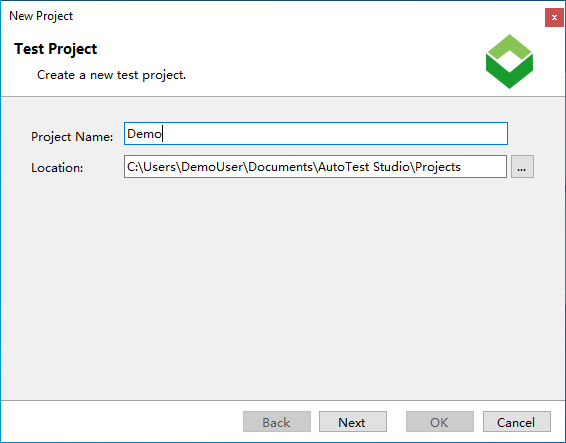 New Project
x
Test Project
Create a new test project.
Project Name: Demo
Location: C:\Users\DemoUser\Documents\AutoTest Studio\Projects ...
Back Next OK Cancel